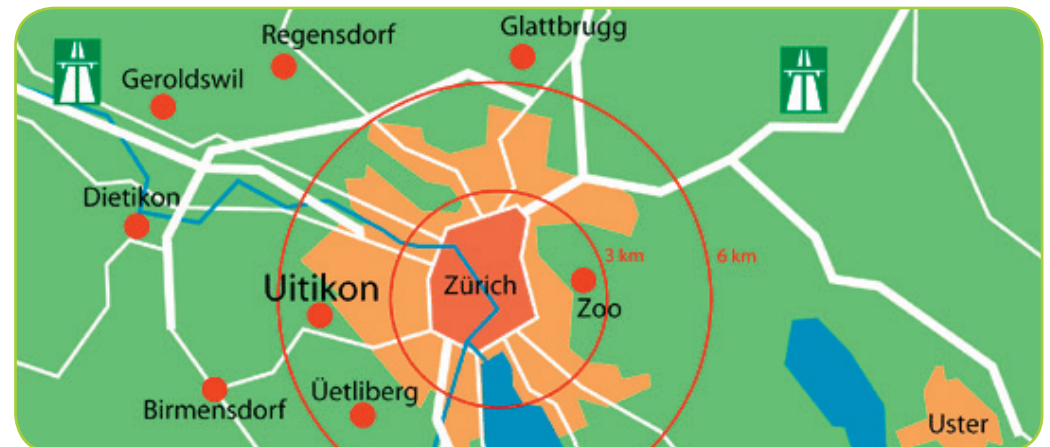 Glattbrugg
Regensdorf
Geroldswil
Dietikon
3 km
6 km
Uitikon
Zürich
Zoo
Üetliberg
Birmensdorf
Uster